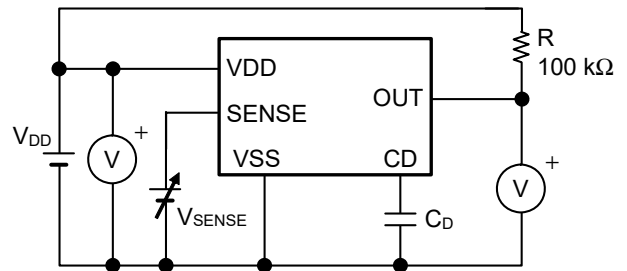 R
100 kΩ
VDD
OUT
SENSE
VDD
V
+
V
+
VSS
CD
VSENSE
CD